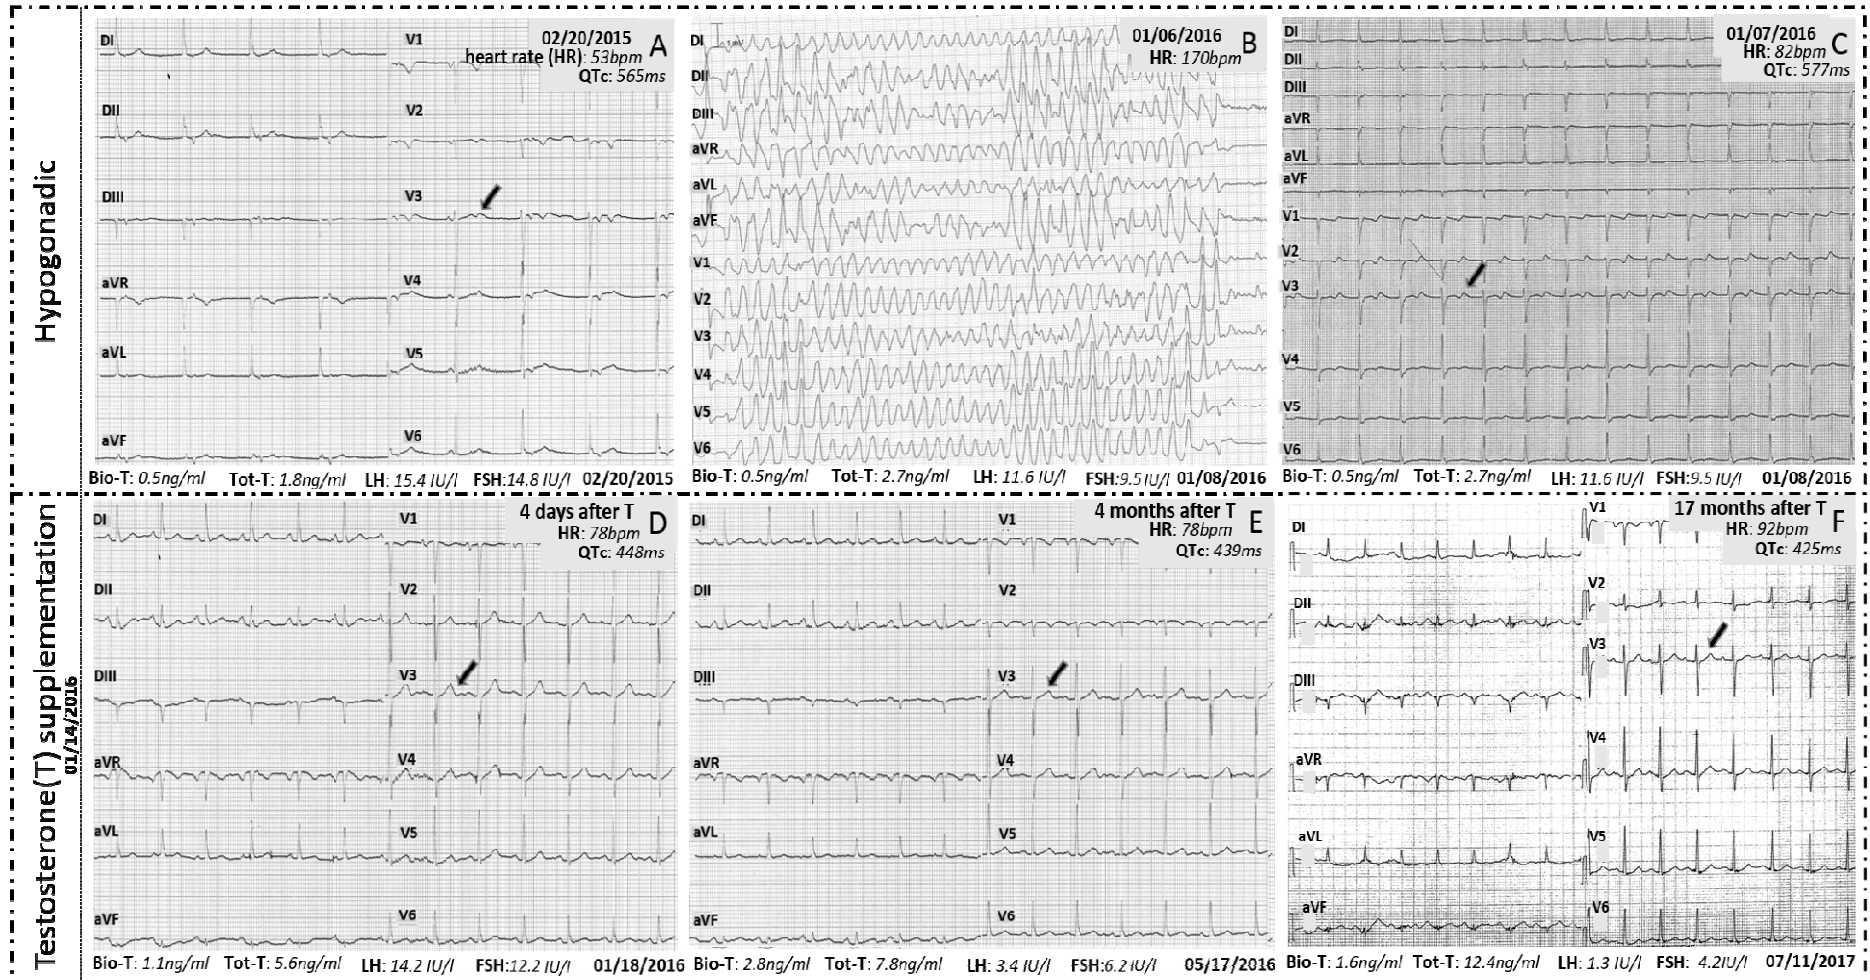 Hypogonadic
02/20/2015 A
heart rate (HR): 53bpm
QTc: 565ms
DI V1
DII V2
DIII V3
aVR V4
aVL V5
aVF V6
Bio-T: 0.5ng/ml Tot-T: 1.8ng/ml LH: 15.4 IU/l FSH:14.8 IU/l 02/20/2015
01/06/2016 B
HR: 170bpm
DI
DII
DIII
aVR
aVL
aVF
V1
V2
V3
V4
V5
V6
Bio-T: 0.5ng/ml Tot-T: 2.7ng/ml LH: 11.6 IU/l FSH:9.5 IU/l 01/08/2016
01/07/2016 C
HR: 82bpm
QTc: 577ms
DI
DII
DIII
aVR
aVL
aVF
V1
V2
V3
V4
V5
V6
Bio-T: 0.5ng/ml Tot-T: 2.7ng/ml LH: 11.6 IU/l FSH:9.5 IU/l 01/08/2016
Testosterone(T) supplementation
01/14/2016
4 days after T D
HR: 78bpm
QTc: 448ms
DI V1
DII V2
DIII V3
aVR V4
aVL V5
aVF V6
Bio-T: 1.1ng/ml Tot-T: 5.6ng/ml LH: 14.2 IU/l FSH:12.2 IU/l 01/18/2016
4 months after T E
HR: 78bpm
QTc: 439ms
DI V1
DII V2
DIII V3
aVR V4
aVL V5
aVF V6
Bio-T: 2.8ng/ml Tot-T: 7.8ng/ml LH: 3.4 IU/l FSH:6.2 IU/l 05/17/2016
17 months after T F
HR: 92bpm
QTc: 425ms
DI V1
DII V2
DIII V3
aVR V4
aVL V5
aVF V6
Bio-T: 1.6ng/ml Tot-T: 12.4ng/ml LH: 1.3 IU/l FSH: 4.2IU/l 07/11/2017